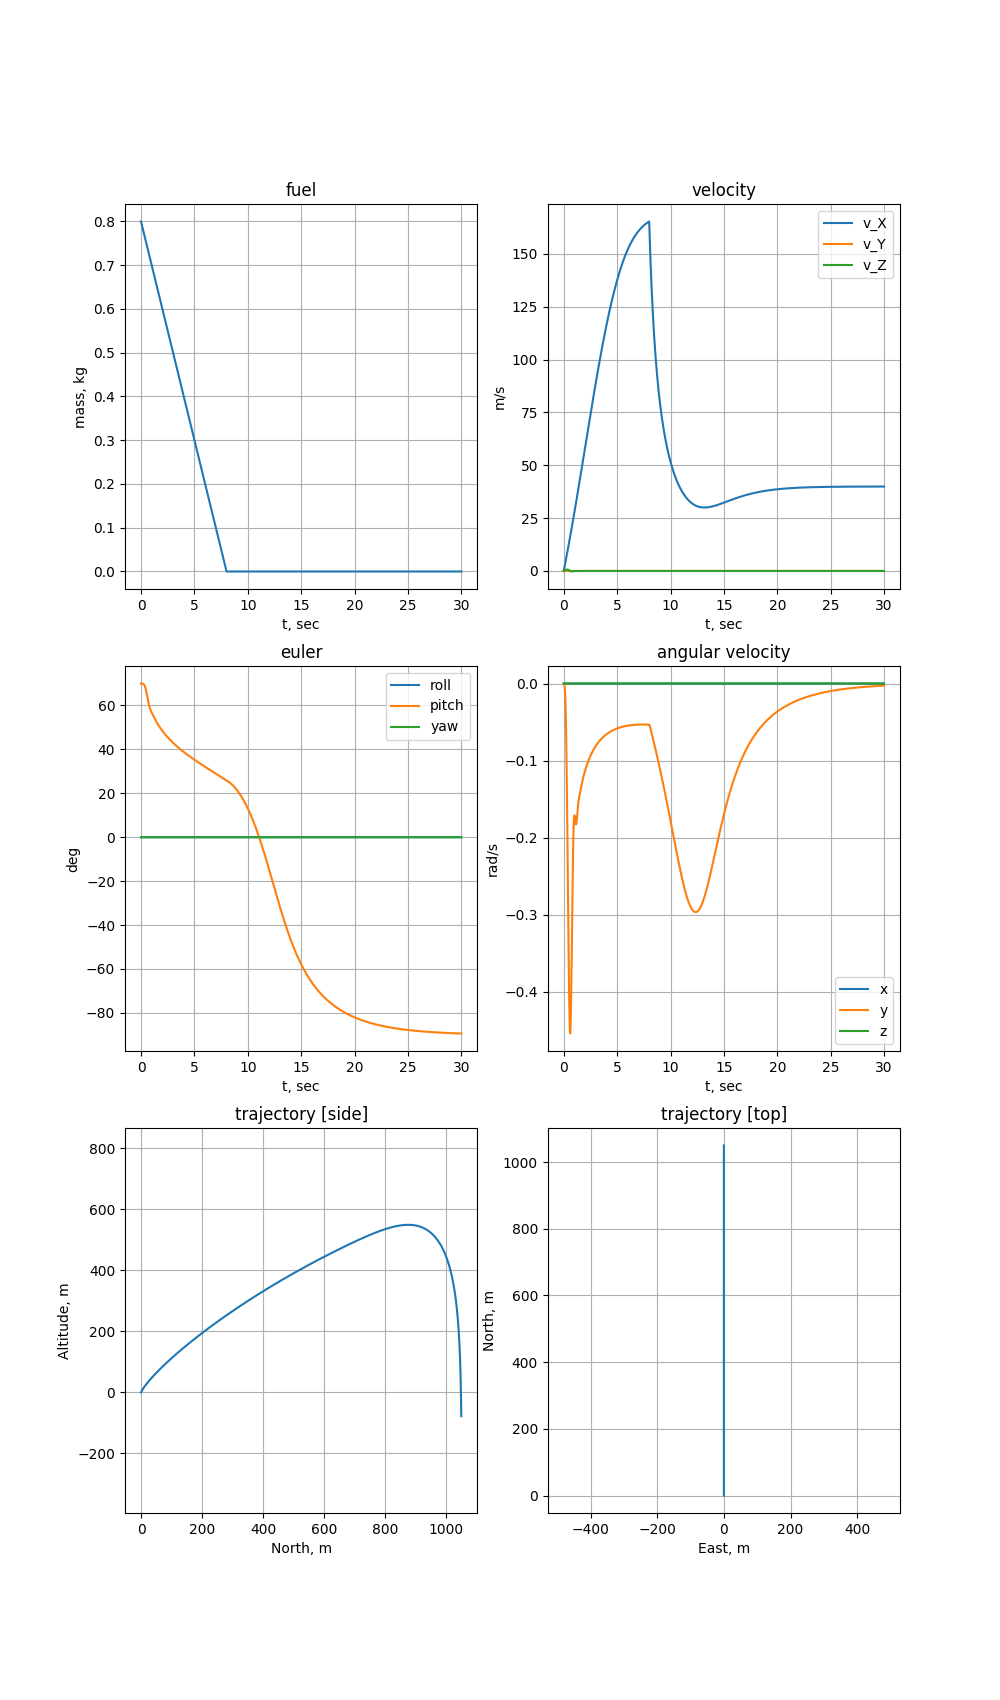 fuel
0.8
0.7
0.6
0.5
0.4
0.3
0.2
0.1
0.0
mass, kg
0 5 10 15 20 25 30
t, sec
velocity
v_X
v_Y
v_Z
150
125
100
75
50
25
0
m/s
0 5 10 15 20 25 30
t, sec
euler
roll
pitch
yaw
60
40
20
0
−20
−40
−60
−80
deg
0 5 10 15 20 25 30
t, sec
angular velocity
0.0
−0.1
−0.2
−0.3
−0.4
rad/s
x
y
z
0 5 10 15 20 25 30
t, sec
trajectory [side]
800
600
400
200
0
−200
Altitude, m
0 200 400 600 800 1000
North, m
trajectory [top]
1000
800
600
400
200
0
North, m
−400 −200 0 200 400
East, m